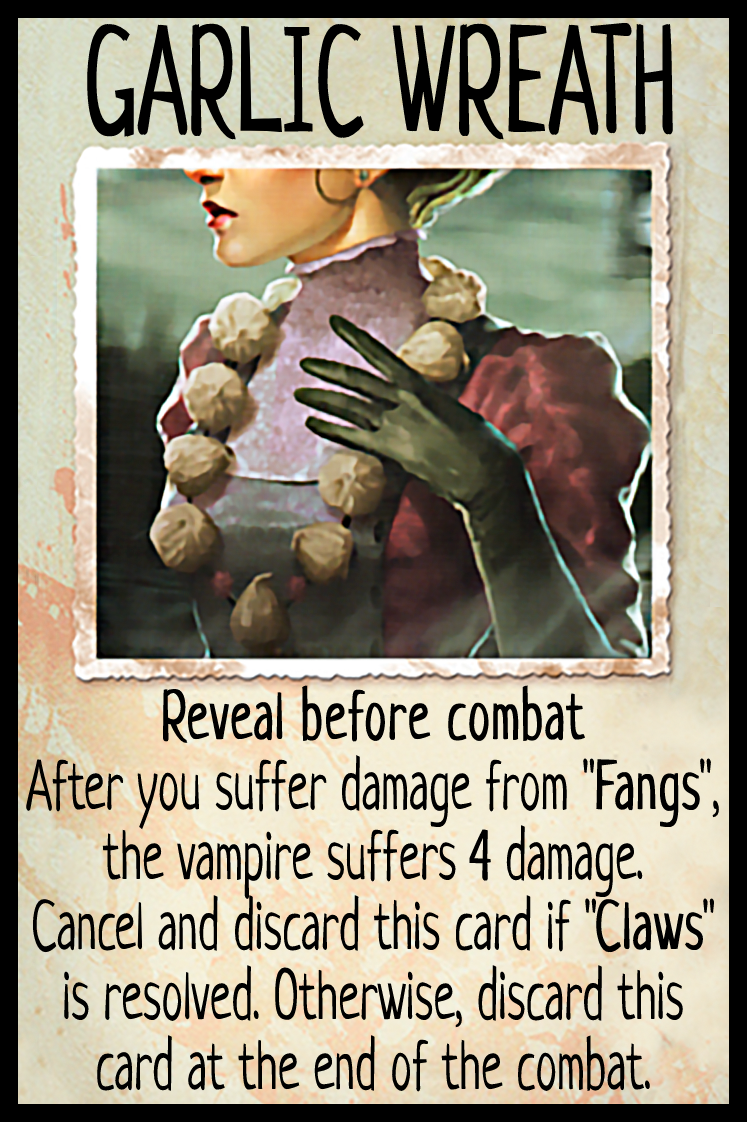 GARLIC WREATH
Reveal before combat
After you suffer damage from "Fangs",
the vampire suffers 4 damage.
Cancel and discard this card if "Claws"
is resolved. Otherwise, discard this
card at the end of the combat.